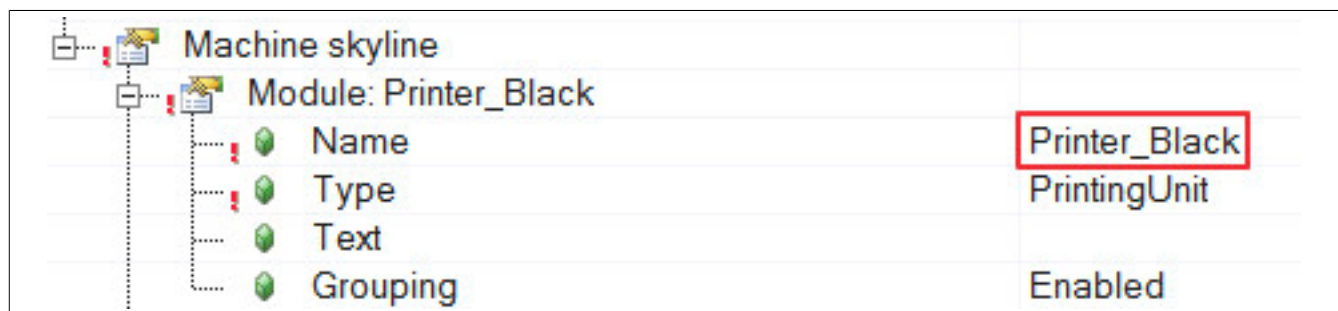 Machine skyline
Module: Printer_Black
Name Printer_Black
Type PrintingUnit
Text
Grouping Enabled